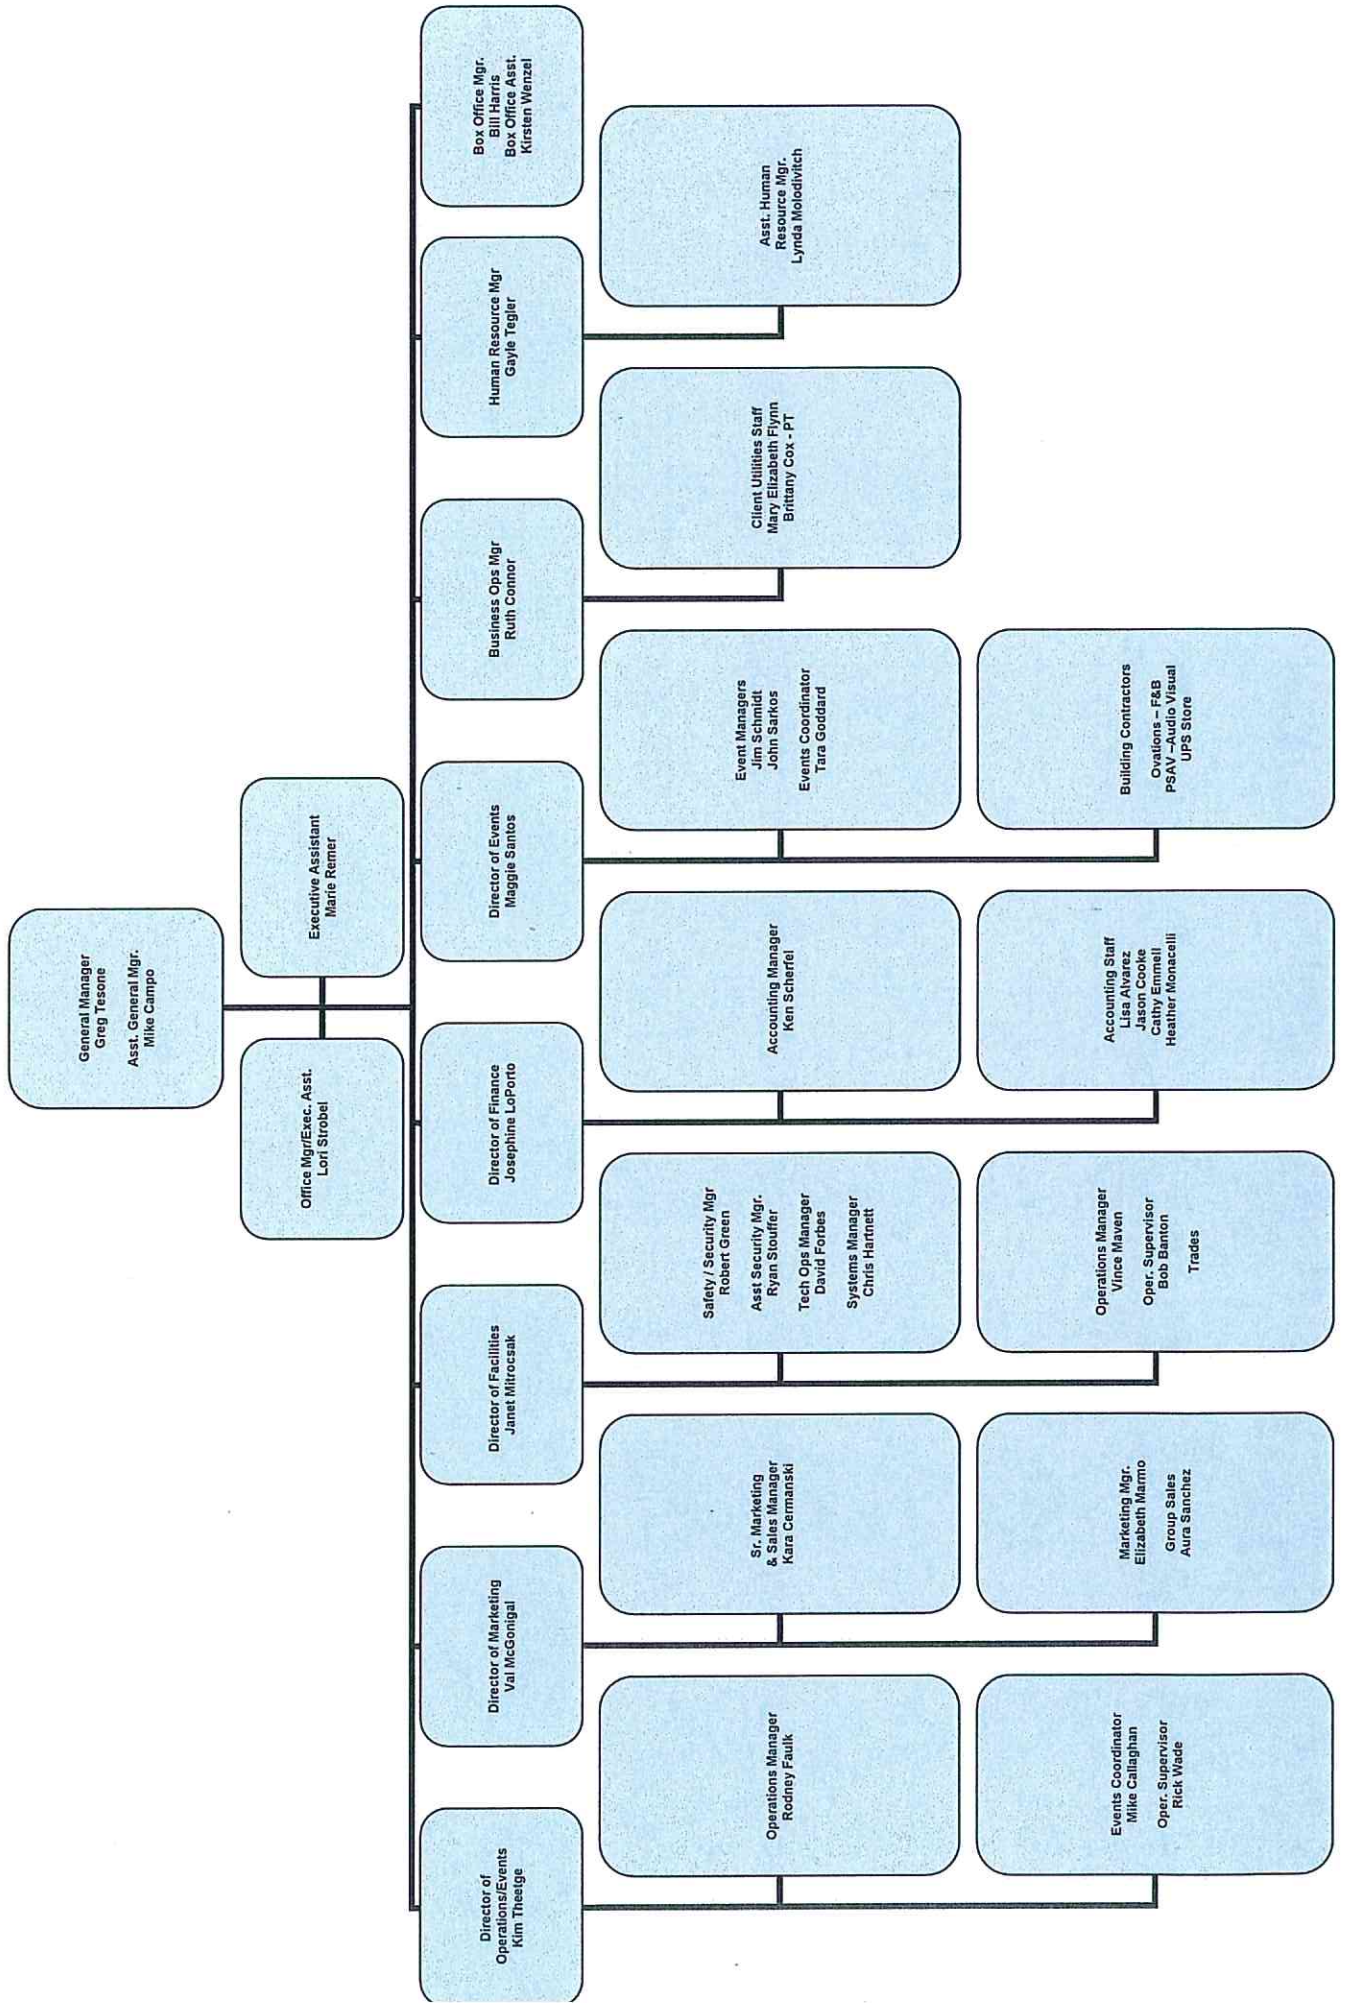 General Manager
Greg Tesone
Asst. General Mgr.
Mike Campo
Office Mgr/Exec. Asst.
Lori Strobel
Executive Assistant
Marie Remer
Director of
Operations/Events
Kim Theetge
Director of Marketing
Val McGonigal
Director of Facilities
Janet Mitrocsak
Director of Finance
Josephine LoPorto
Director of Events
Maggie Santos
Business Ops Mgr
Ruth Connor
Human Resource Mgr
Gayle Tegler
Box Office Mgr.
Bill Harris
Box Office Asst.
Kirsten Wenzel
Operations Manager
Rodney Faulk
Sr. Marketing
& Sales Manager
Kara Cermanski
Safety / Security Mgr
Robert Green
Asst Security Mgr.
Ryan Stouffer
Tech Ops Manager
David Forbes
Systems Manager
Chris Hartnett
Accounting Manager
Ken Scherfel
Event Managers
Jim Schmidt
John Sarkos
Events Coordinator
Tara Goddard
Client Utilities Staff
Mary Elizabeth Flynn
Brittany Cox - PT
Asst. Human
Resource Mgr.
Lynda Molodivitch
Events Coordinator
Mike Callaghan
Oper. Supervisor
Rick Wade
Marketing Mgr.
Elizabeth Marmo
Group Sales
Aura Sanchez
Operations Manager
Vince Maven
Oper. Supervisor
Bob Banton
Trades
Accounting Staff
Lisa Alvarez
Jason Cooke
Cathy Emmell
Heather Monacelli
Building Contractors
Ovations – F&B
PSAV –Audio Visual
UPS Store